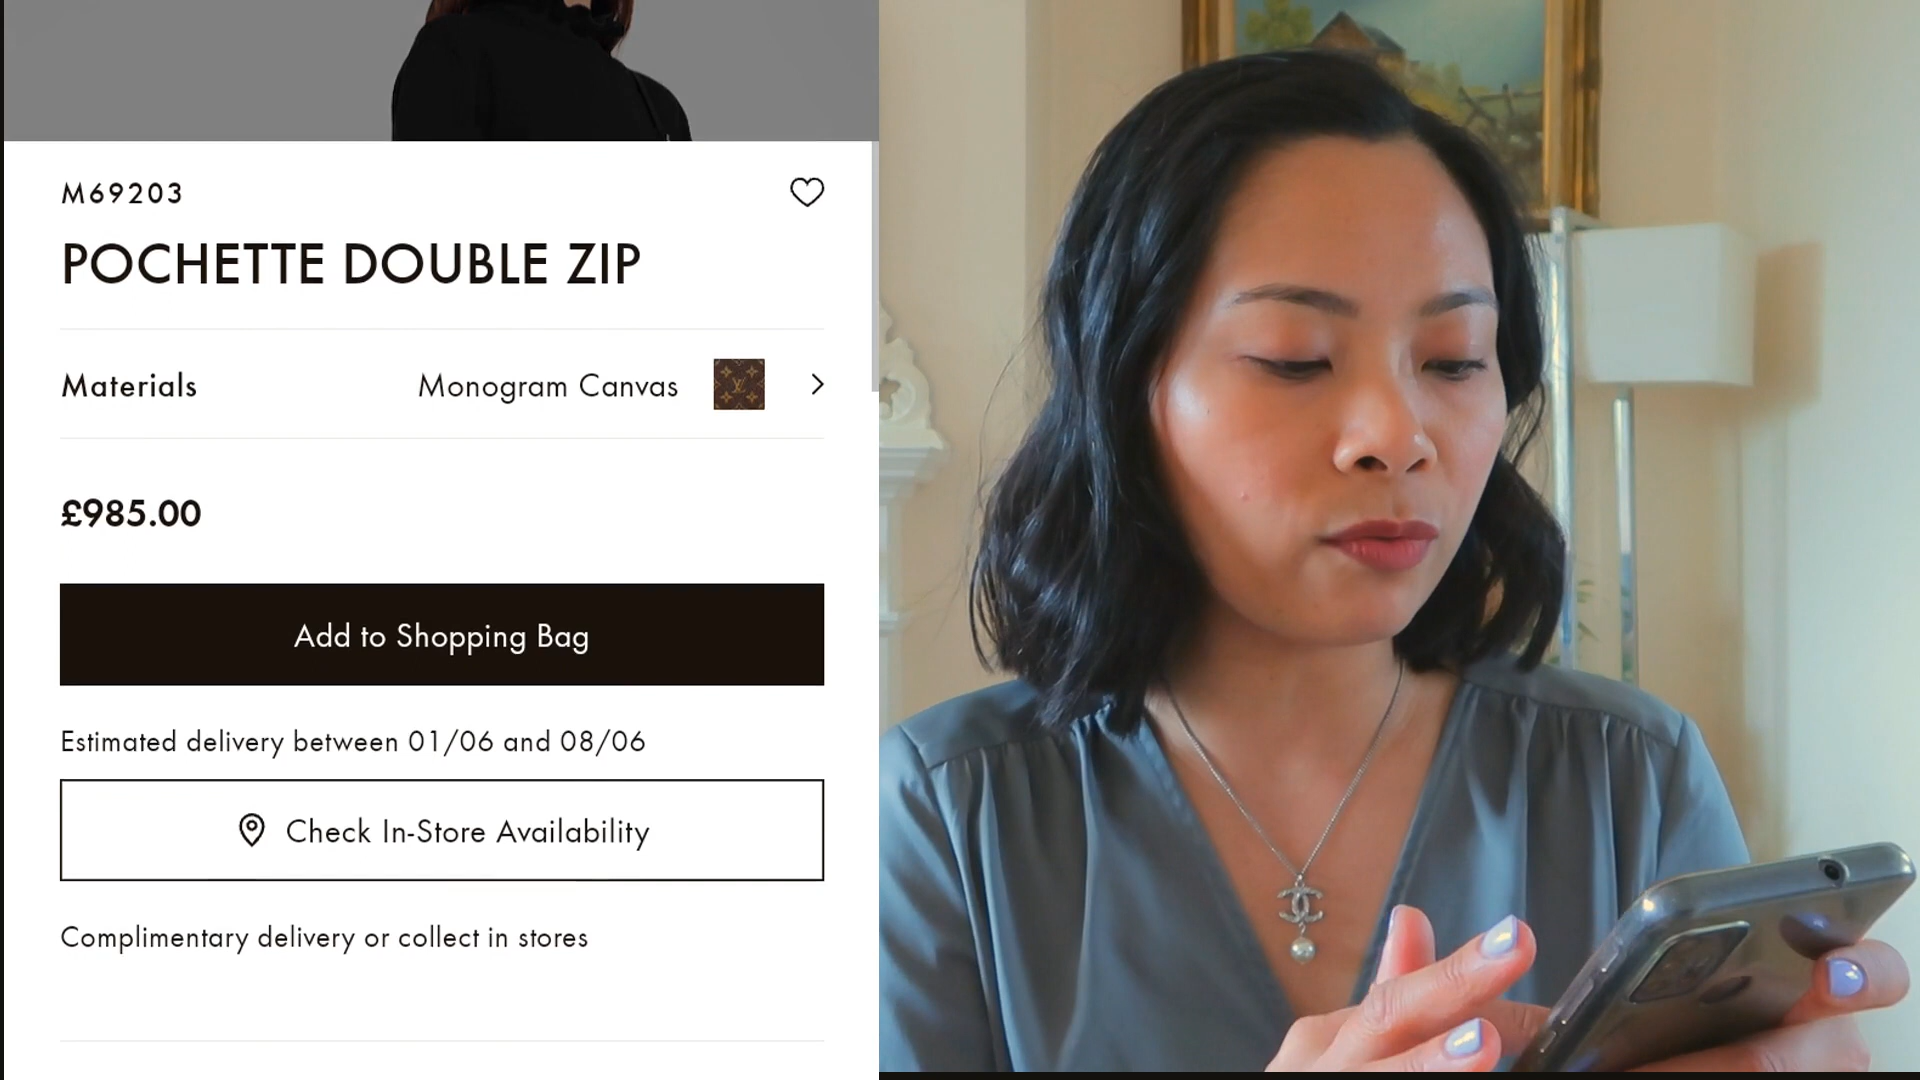 M69203
POCHETTE DOUBLE ZIP
Materials Monogram Canvas
£985.00
Add to Shopping Bag
Estimated delivery between 01/06 and 08/06
Check In-Store Availability
Complimentary delivery or collect in stores